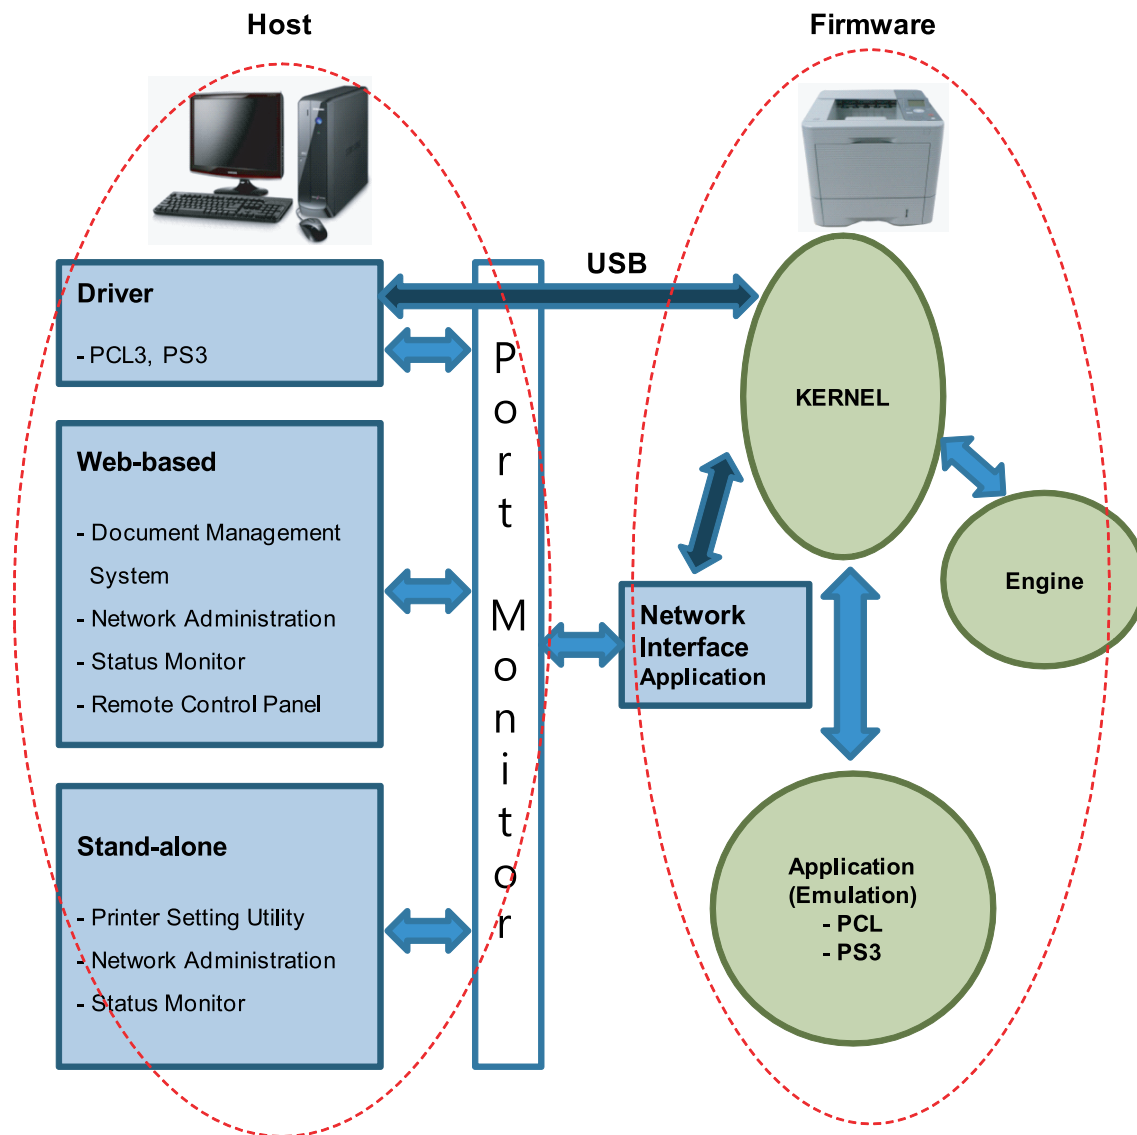 Host
Firmware
USB
Driver
- PCL3, PS3
Web-based
- Document Management
System
- Network Administration
- Status Monitor
- Remote Control Panel
Stand-alone
- Printer Setting Utility
- Network Administration
- Status Monitor
Port Monitor
KERNEL
Engine
Network
Interface
Application
Application
(Emulation)
- PCL
- PS3